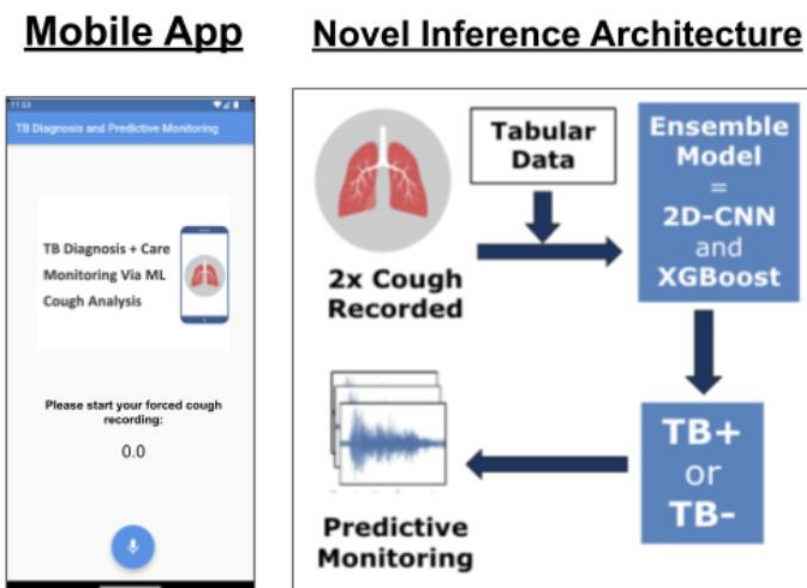 Mobile App
Novel Inference Architecture
11:53
TB Diagnosis and Predictive Monitoring
TB Diagnosis + Care
Monitoring Via ML
Cough Analysis
Please start your forced cough
recording:
0.0
2x Cough
Recorded
Tabular
Data
Ensemble
Model
=
2D-CNN
and
XGBoost
TB+
or
TB-
Predictive
Monitoring